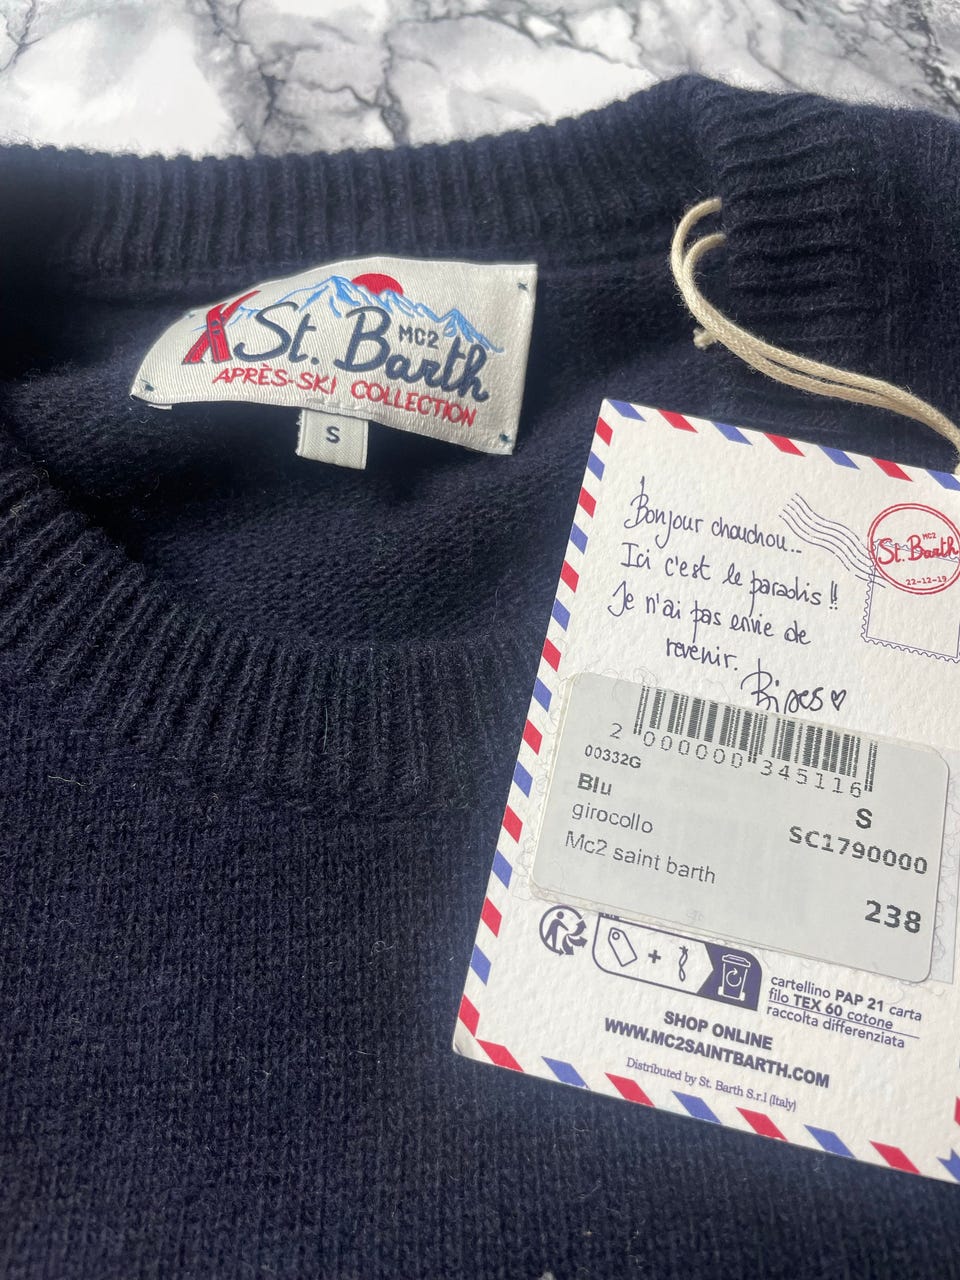 St. Barth
MC2
APRÈS-SKI COLLECTION
S
Bonjour chouchou...
Ici c'est le paradis !!
Je n'ai pas envie de
revenir.
Bises
MC2
St. Barth
22-12-19
2 000000 345116
00332G
Blu
S
girocollo
SC1790000
Mc2 saint barth
238
cartellino PAP 21 carta
filo TEX 60 cotone
raccolta differenziata
SHOP ONLINE
WWW.MC2SAINTBARTH.COM
Distributed by St. Barth S.r.l (Italy)